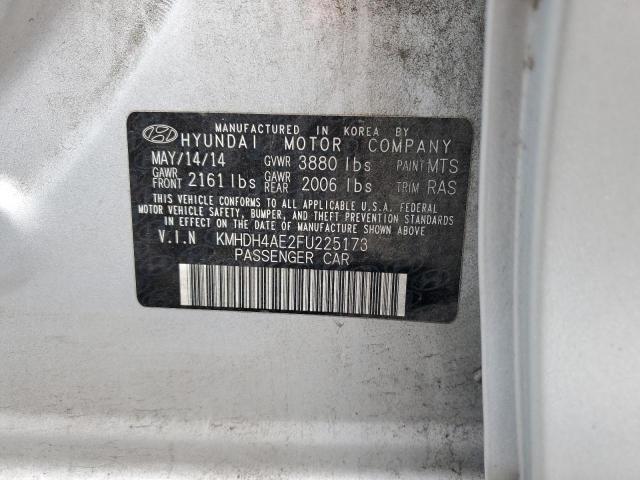 MANUFACTURED IN KOREA BY
HYUNDAI MOTOR COMPANY
MAY/14/14 GVWR 3880 lbs PAINT MTS
GAWR FRONT 2161 lbs GAWR REAR 2006 lbs TRIM RAS
THIS VEHICLE CONFORMS TO ALL APPLICABLE U.S.A. FEDERAL
MOTOR VEHICLE SAFETY, BUMPER, AND THEFT PREVENTION STANDARDS
IN EFFECT ON THE DATE OF MANUFACTURE SHOWN ABOVE.
V.I.N KMHDH4AE2FU225173
PASSENGER CAR